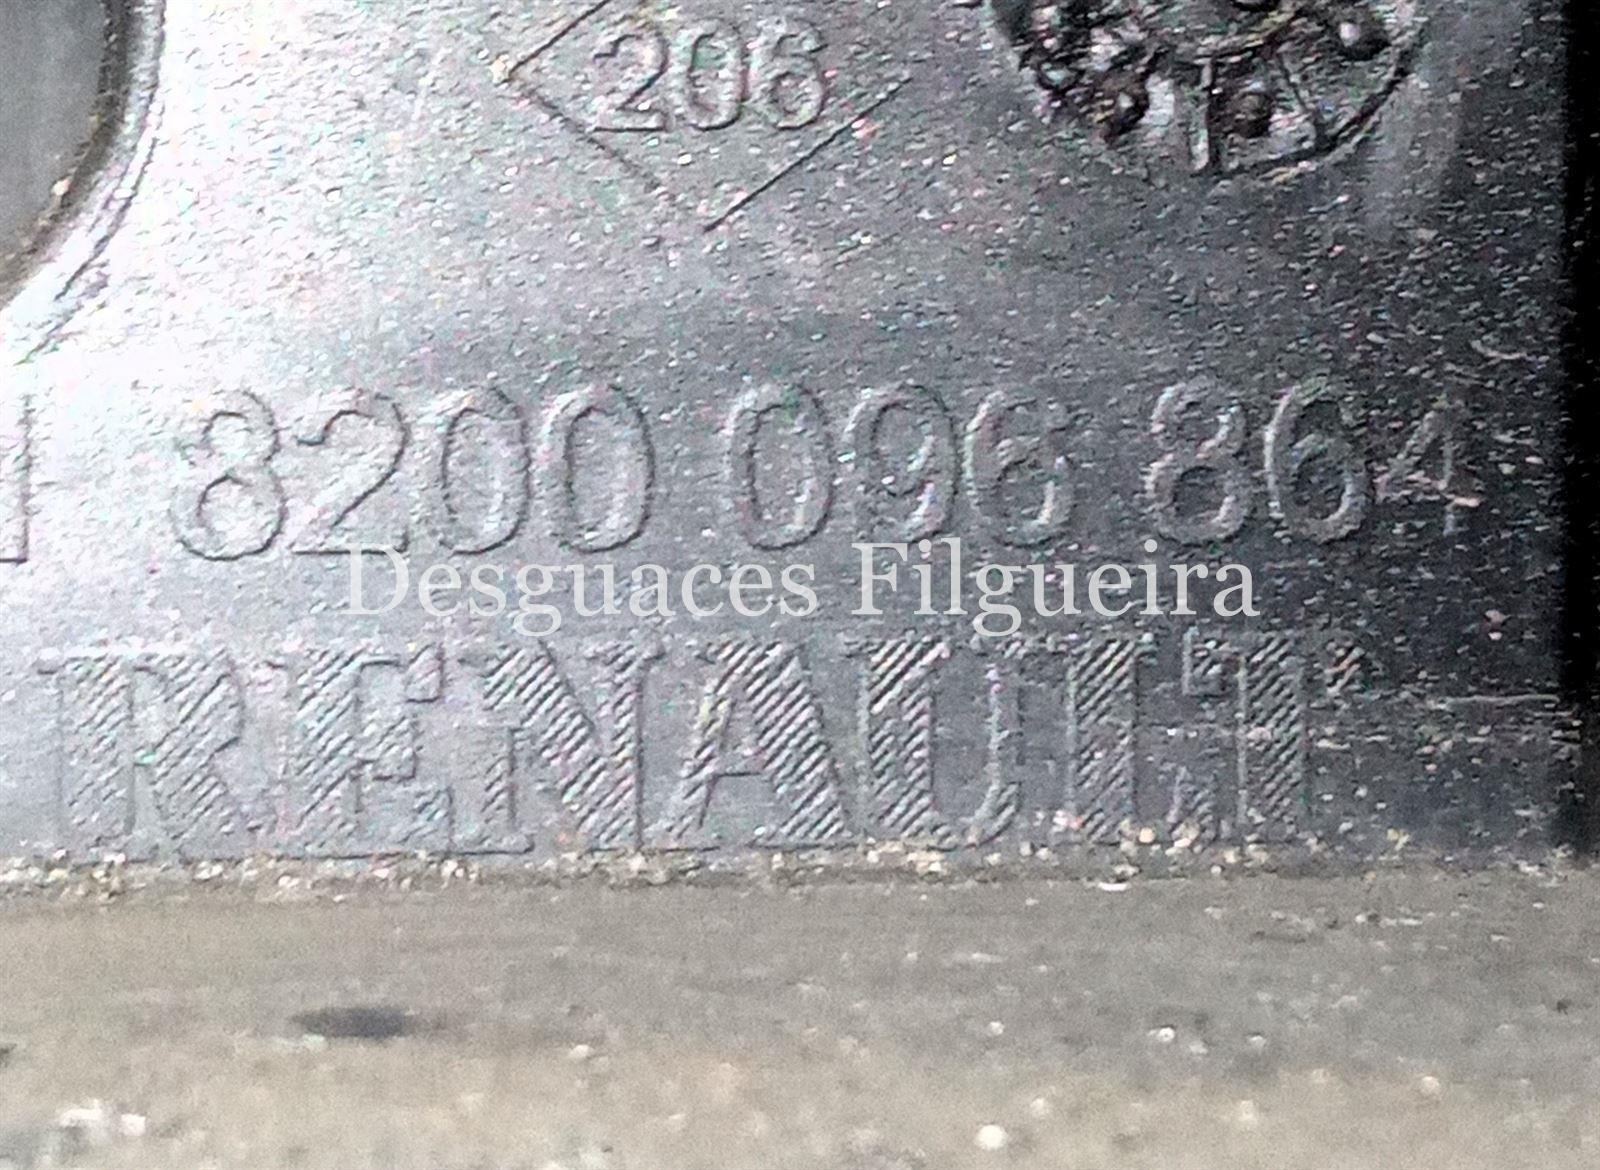 206
8200 096 864
Desguaces Filgueira
RENAULT